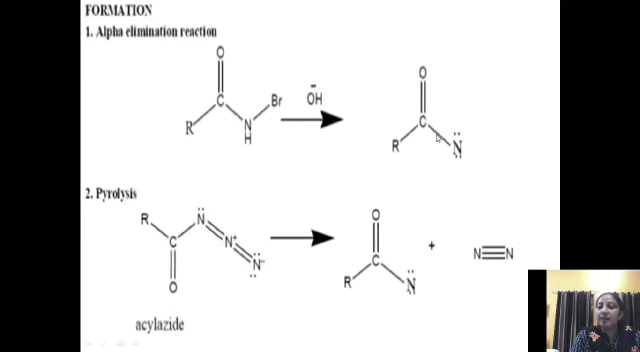 FORMATION
1. Alpha elimination reaction
O
C
R
N
H
Br
OH
O
C
R
N
2. Pyrolysis
R
C
O
N
N+
N-
O
C
R
N
+
N≡N
acylazide